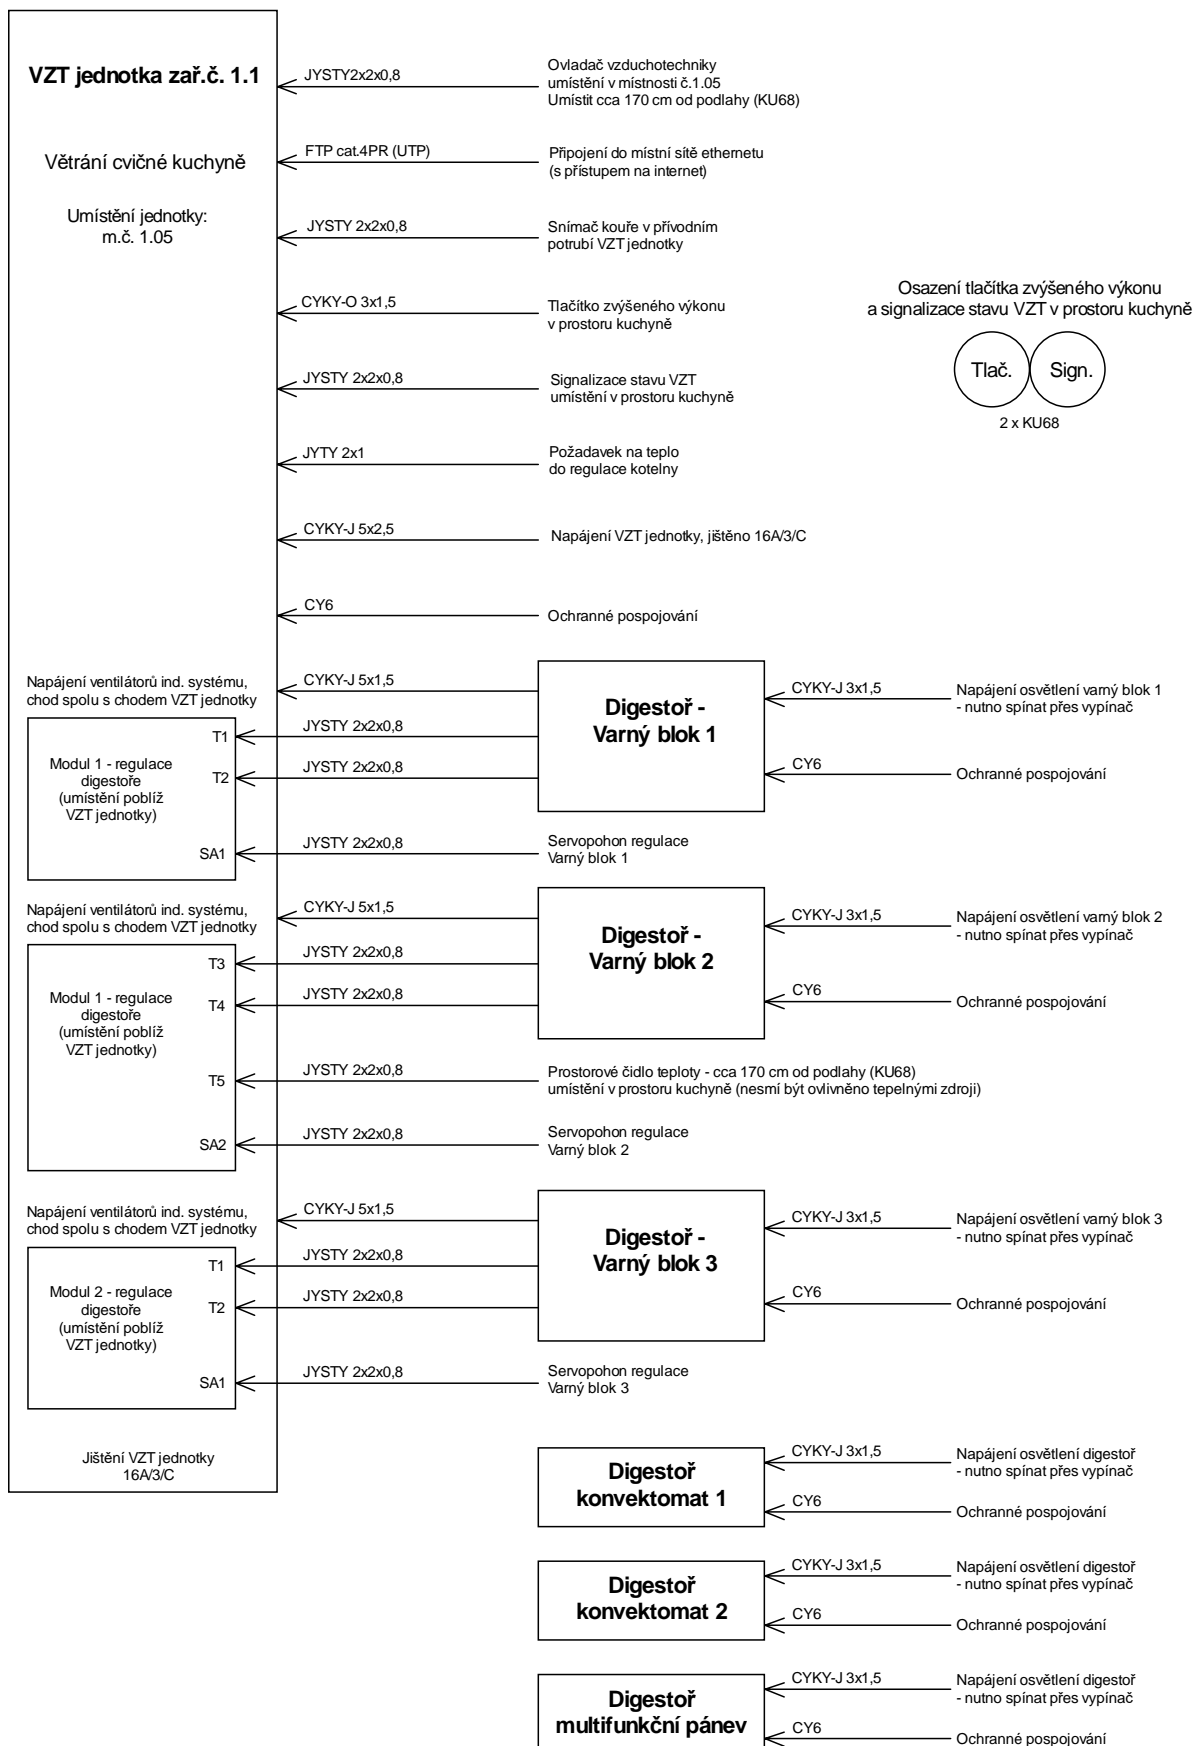 VZT jednotka zař.č. 1.1
Větrání cvičné kuchyně
Umístění jednotky:
m.č. 1.05
JYSTY2x2x0,8
Ovladač vzduchotechniky
umístění v místnosti č.1.05
Umístit cca 170 cm od podlahy (KU68)
FTP cat.4PR (UTP)
Připojení do místní sítě ethernetu
(s přístupem na internet)
JYSTY 2x2x0,8
Snímač kouře v přívodním
potrubí VZT jednotky
CYKY-O 3x1,5
Tlačítko zvýšeného výkonu
v prostoru kuchyně
JYSTY 2x2x0,8
Signalizace stavu VZT
umístění v prostoru kuchyně
JYTY 2x1
Požadavek na teplo
do regulace kotelny
CYKY-J 5x2,5
Napájení VZT jednotky, jištěno 16A/3/C
CY6
Ochranné pospojování
Osazení tlačítka zvýšeného výkonu
a signalizace stavu VZT v prostoru kuchyně
Tlač.
Sign.
2 x KU68
Napájení ventilátorů ind. systému,
chod spolu s chodem VZT jednotky
CYKY-J 5x1,5
T1
JYSTY 2x2x0,8
Modul 1 - regulace
digestoře
(umístění poblíž
VZT jednotky)
T2
JYSTY 2x2x0,8
SA1
JYSTY 2x2x0,8
Servopohon regulace
Varný blok 1
Digestoř -
Varný blok 1
CYKY-J 3x1,5
Napájení osvětlení varný blok 1
- nutno spínat přes vypínač
CY6
Ochranné pospojování
Napájení ventilátorů ind. systému,
chod spolu s chodem VZT jednotky
CYKY-J 5x1,5
T3
JYSTY 2x2x0,8
Modul 1 - regulace
digestoře
(umístění poblíž
VZT jednotky)
T4
JYSTY 2x2x0,8
T5
JYSTY 2x2x0,8
Prostorové čidlo teploty - cca 170 cm od podlahy (KU68)
umístění v prostoru kuchyně (nesmí být ovlivněno tepelnými zdroji)
SA2
JYSTY 2x2x0,8
Servopohon regulace
Varný blok 2
Digestoř -
Varný blok 2
CYKY-J 3x1,5
Napájení osvětlení varný blok 2
- nutno spínat přes vypínač
CY6
Ochranné pospojování
Napájení ventilátorů ind. systému,
chod spolu s chodem VZT jednotky
CYKY-J 5x1,5
T1
JYSTY 2x2x0,8
Modul 2 - regulace
digestoře
(umístění poblíž
VZT jednotky)
T2
JYSTY 2x2x0,8
SA1
JYSTY 2x2x0,8
Servopohon regulace
Varný blok 3
Digestoř -
Varný blok 3
CYKY-J 3x1,5
Napájení osvětlení varný blok 3
- nutno spínat přes vypínač
CY6
Ochranné pospojování
Jištění VZT jednotky
16A/3/C
Digestoř
konvektomat 1
CYKY-J 3x1,5
Napájení osvětlení digestoř
- nutno spínat přes vypínač
CY6
Ochranné pospojování
Digestoř
konvektomat 2
CYKY-J 3x1,5
Napájení osvětlení digestoř
- nutno spínat přes vypínač
CY6
Ochranné pospojování
Digestoř
multifunkční pánev
CYKY-J 3x1,5
Napájení osvětlení digestoř
- nutno spínat přes vypínač
CY6
Ochranné pospojování